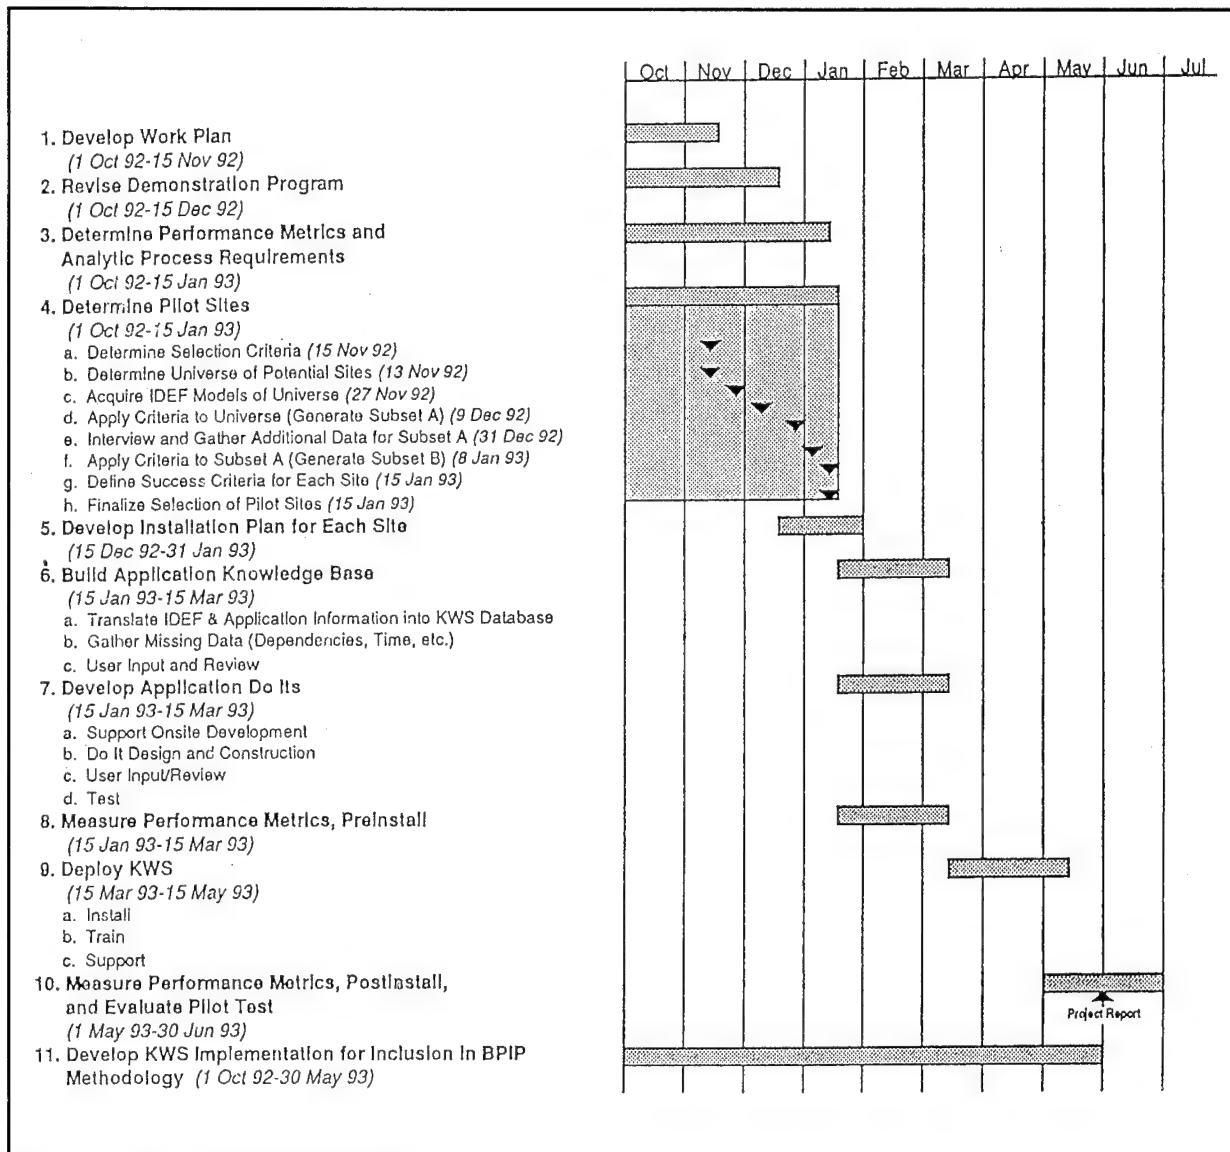 Oct Nov Dec Jan Feb Mar Apr May Jun Jul
1. Develop Work Plan
(1 Oct 92-15 Nov 92)
2. Revise Demonstration Program
(1 Oct 92-15 Dec 92)
3. Determine Performance Metrics and
Analytic Process Requirements
(1 Oct 92-15 Jan 93)
4. Determine Pilot Sites
(1 Oct 92-15 Jan 93)
a. Determine Selection Criteria (15 Nov 92)
b. Determine Universe of Potential Sites (13 Nov 92)
c. Acquire IDEF Models of Universe (27 Nov 92)
d. Apply Criteria to Universe (Generate Subset A) (9 Dec 92)
e. Interview and Gather Additional Data for Subset A (31 Dec 92)
f. Apply Criteria to Subset A (Generate Subset B) (8 Jan 93)
g. Define Success Criteria for Each Site (15 Jan 93)
h. Finalize Selection of Pilot Sites (15 Jan 93)
5. Develop Installation Plan for Each Site
(15 Dec 92-31 Jan 93)
6. Build Application Knowledge Base
(15 Jan 93-15 Mar 93)
a. Translate IDEF & Application Information into KWS Database
b. Gather Missing Data (Dependencies, Time, etc.)
c. User Input and Review
7. Develop Application Do Its
(15 Jan 93-15 Mar 93)
a. Support Onsite Development
b. Do It Design and Construction
c. User Input/Review
d. Test
8. Measure Performance Metrics, Preinstall
(15 Jan 93-15 Mar 93)
9. Deploy KWS
(15 Mar 93-15 May 93)
a. Install
b. Train
c. Support
10. Measure Performance Metrics, Postinstall,
and Evaluate Pilot Test
(1 May 93-30 Jun 93)
Project Report
11. Develop KWS Implementation for Inclusion in BPIP
Methodology (1 Oct 92-30 May 93)